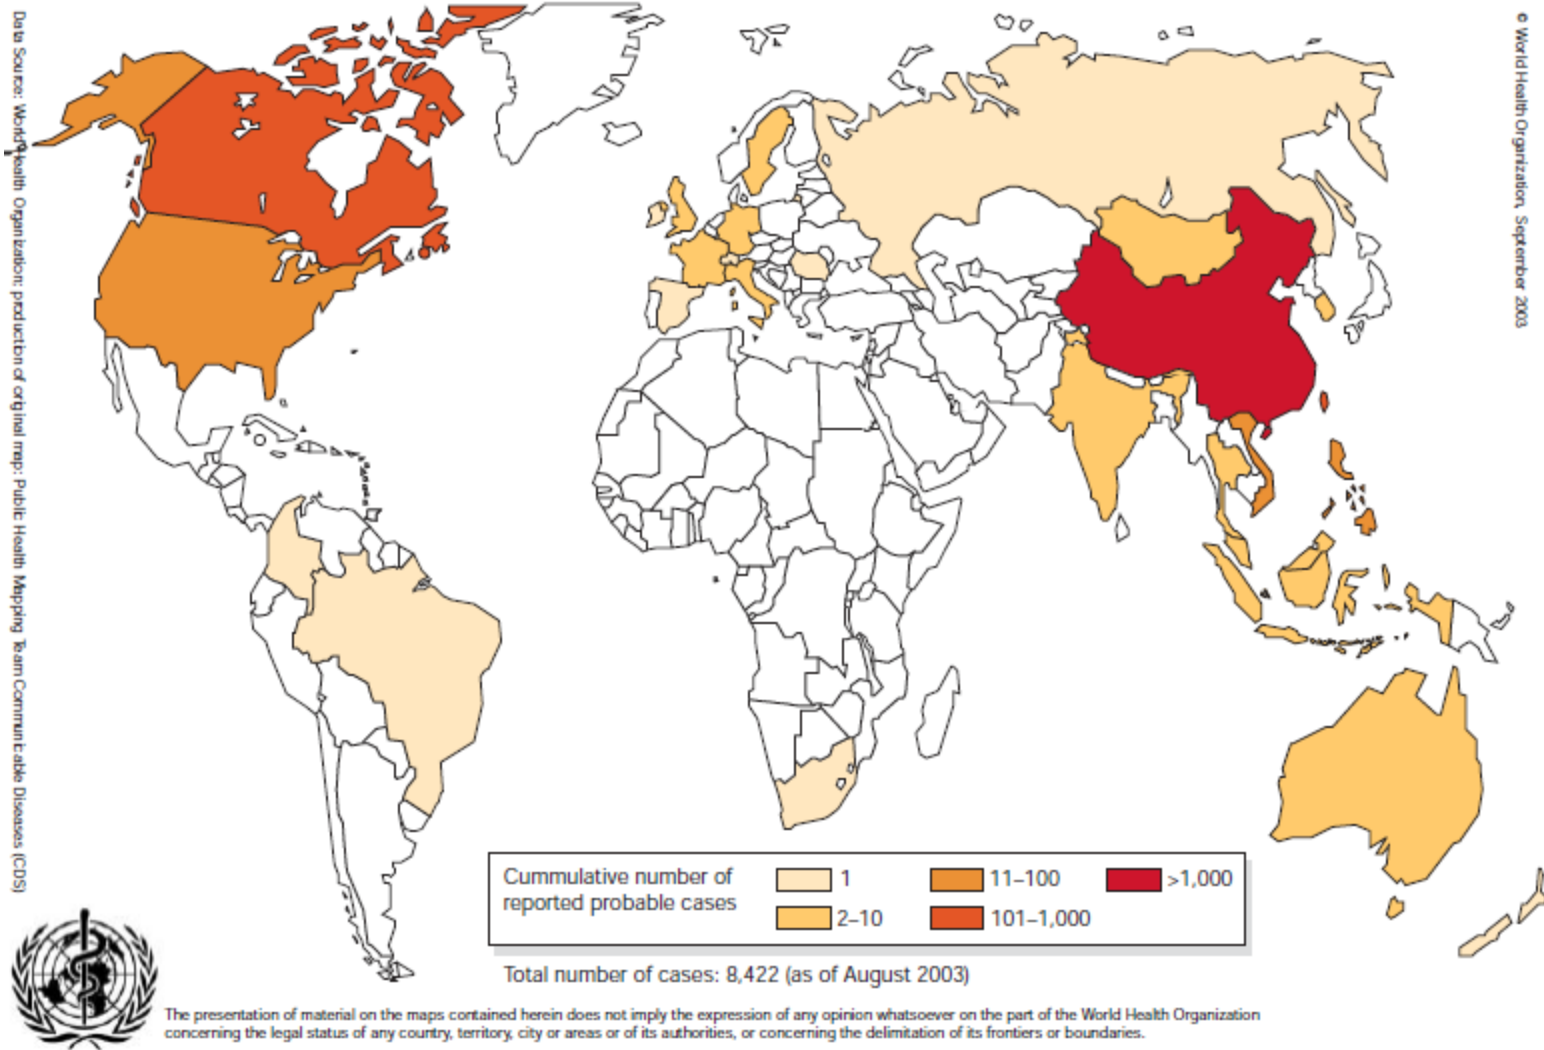 Data Source: World Health Organization; production of original map: Public Health Mapping Team Communicable Diseases (CDS)
© World Health Organization, September 2003
Cummulative number of
reported probable cases
1
2–10
11–100
101–1,000
>1,000
Total number of cases: 8,422 (as of August 2003)
The presentation of material on the maps contained herein does not imply the expression of any opinion whatsoever on the part of the World Health Organization
concerning the legal status of any country, territory, city or areas or of its authorities, or concerning the delimitation of its frontiers or boundaries.